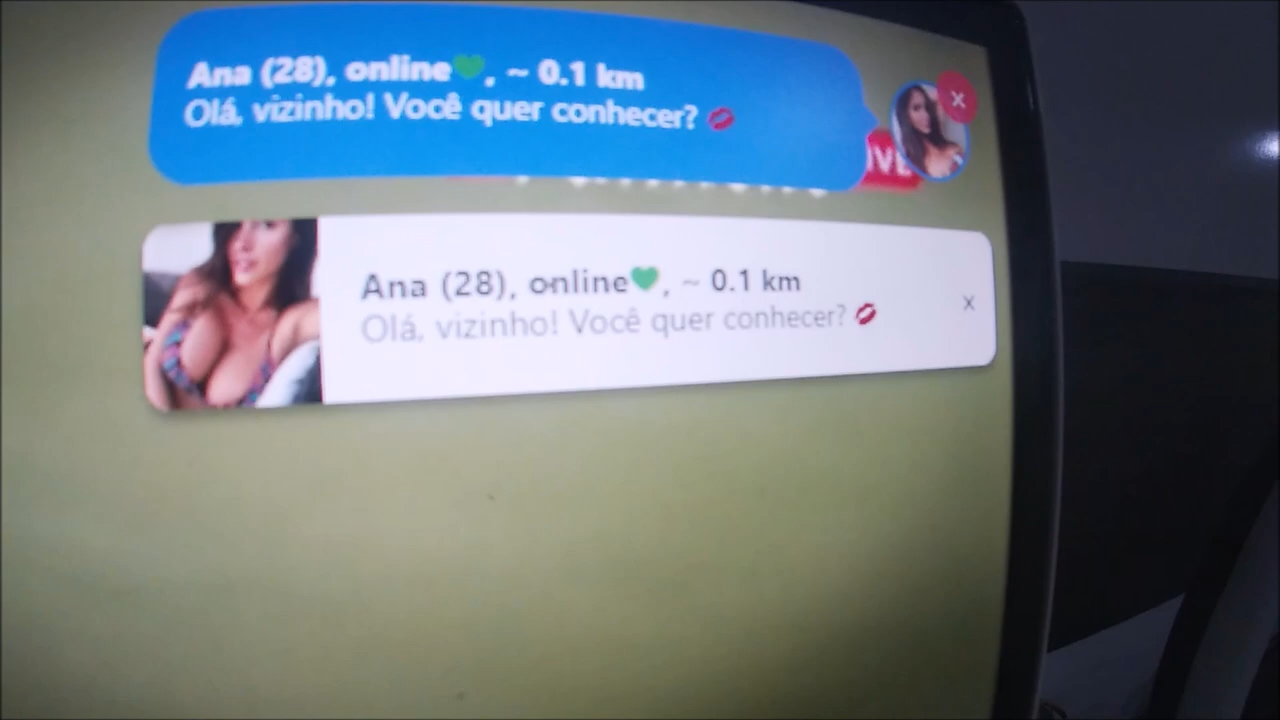 Ana (28), online💚, ~ 0.1 km
Olá, vizinho! Você quer conhecer? 💋
x
Ana (28), online💚, ~ 0.1 km
Olá, vizinho! Você quer conhecer? 💋
x